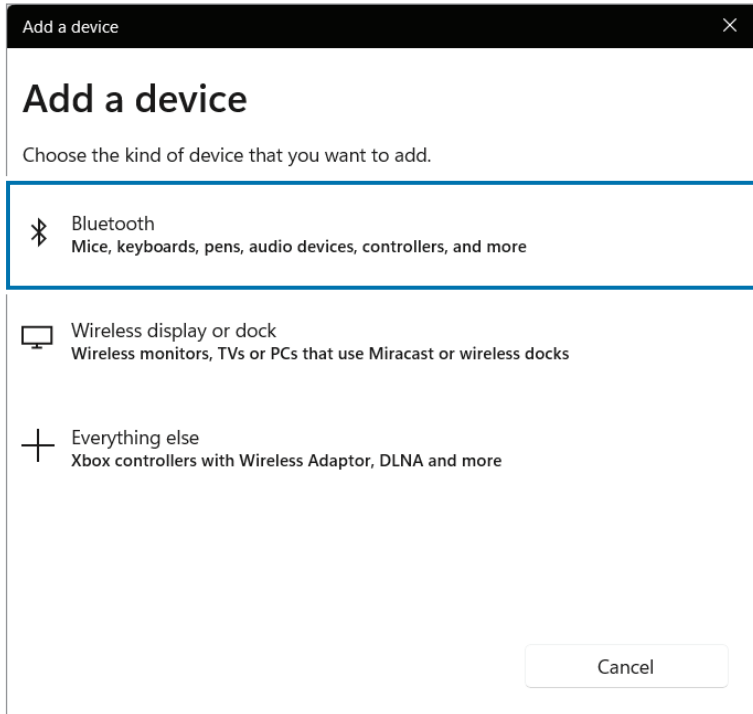 Add a device
Add a device
Choose the kind of device that you want to add.
Bluetooth
Mice, keyboards, pens, audio devices, controllers, and more
Wireless display or dock
Wireless monitors, TVs or PCs that use Miracast or wireless docks
Everything else
Xbox controllers with Wireless Adaptor, DLNA and more
Cancel